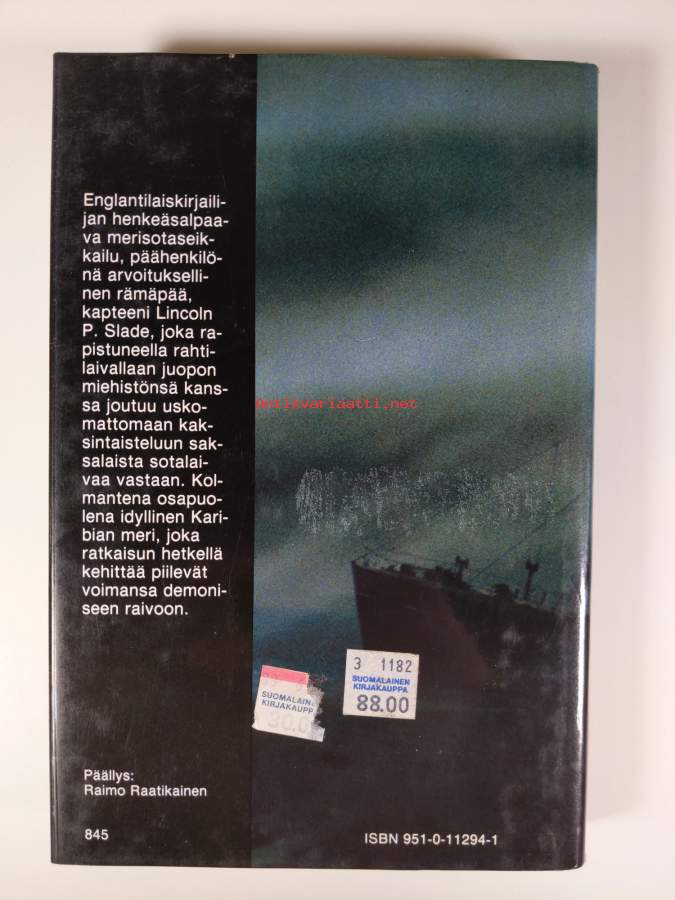 Englantilaiskirjaili-
jan henkeäsalpaa-
va merisotaseik-
kailu, päähenkilö-
nä arvoitukselli-
nen rämäpää,
kapteeni Lincoln
P. Slade, joka ra-
pistuneella rahti-
laivallaan juopon
miehistönsä kans-
sa joutuu usko-
mattomaan kak-
sintaisteluun sak-
salaista sotalai-
vaa vastaan. Kol-
mantena osapuo-
lena idyllinen Kari-
bian meri, joka
ratkaisun hetkellä
kehittää piilevät
voimansa demoni-
seen raivoon.
Antikvariaatti.net
3 1182
SUOMALAINEN
KIRJAKAUPPA
88.00
SUOMALAINE
KIRJAKAUPP
30.0
Päällys:
Raimo Raatikainen
845
ISBN 951-0-11294-1